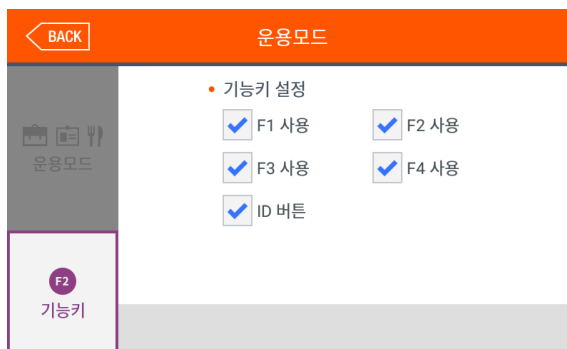 BACK
운용모드
운용모드
F2
기능키
• 기능키 설정
F1 사용
F2 사용
F3 사용
F4 사용
ID 버튼